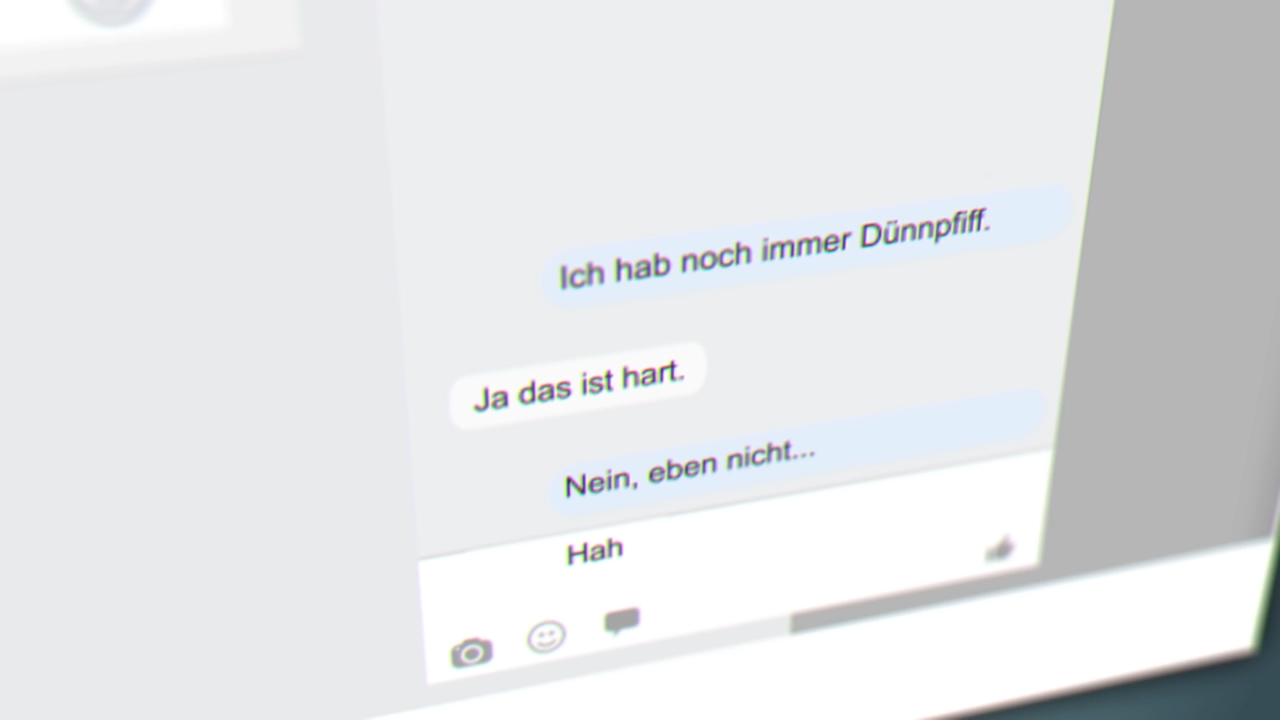 Ich hab noch immer Dünnpfiff.
Ja das ist hart.
Nein, eben nicht...
Hah